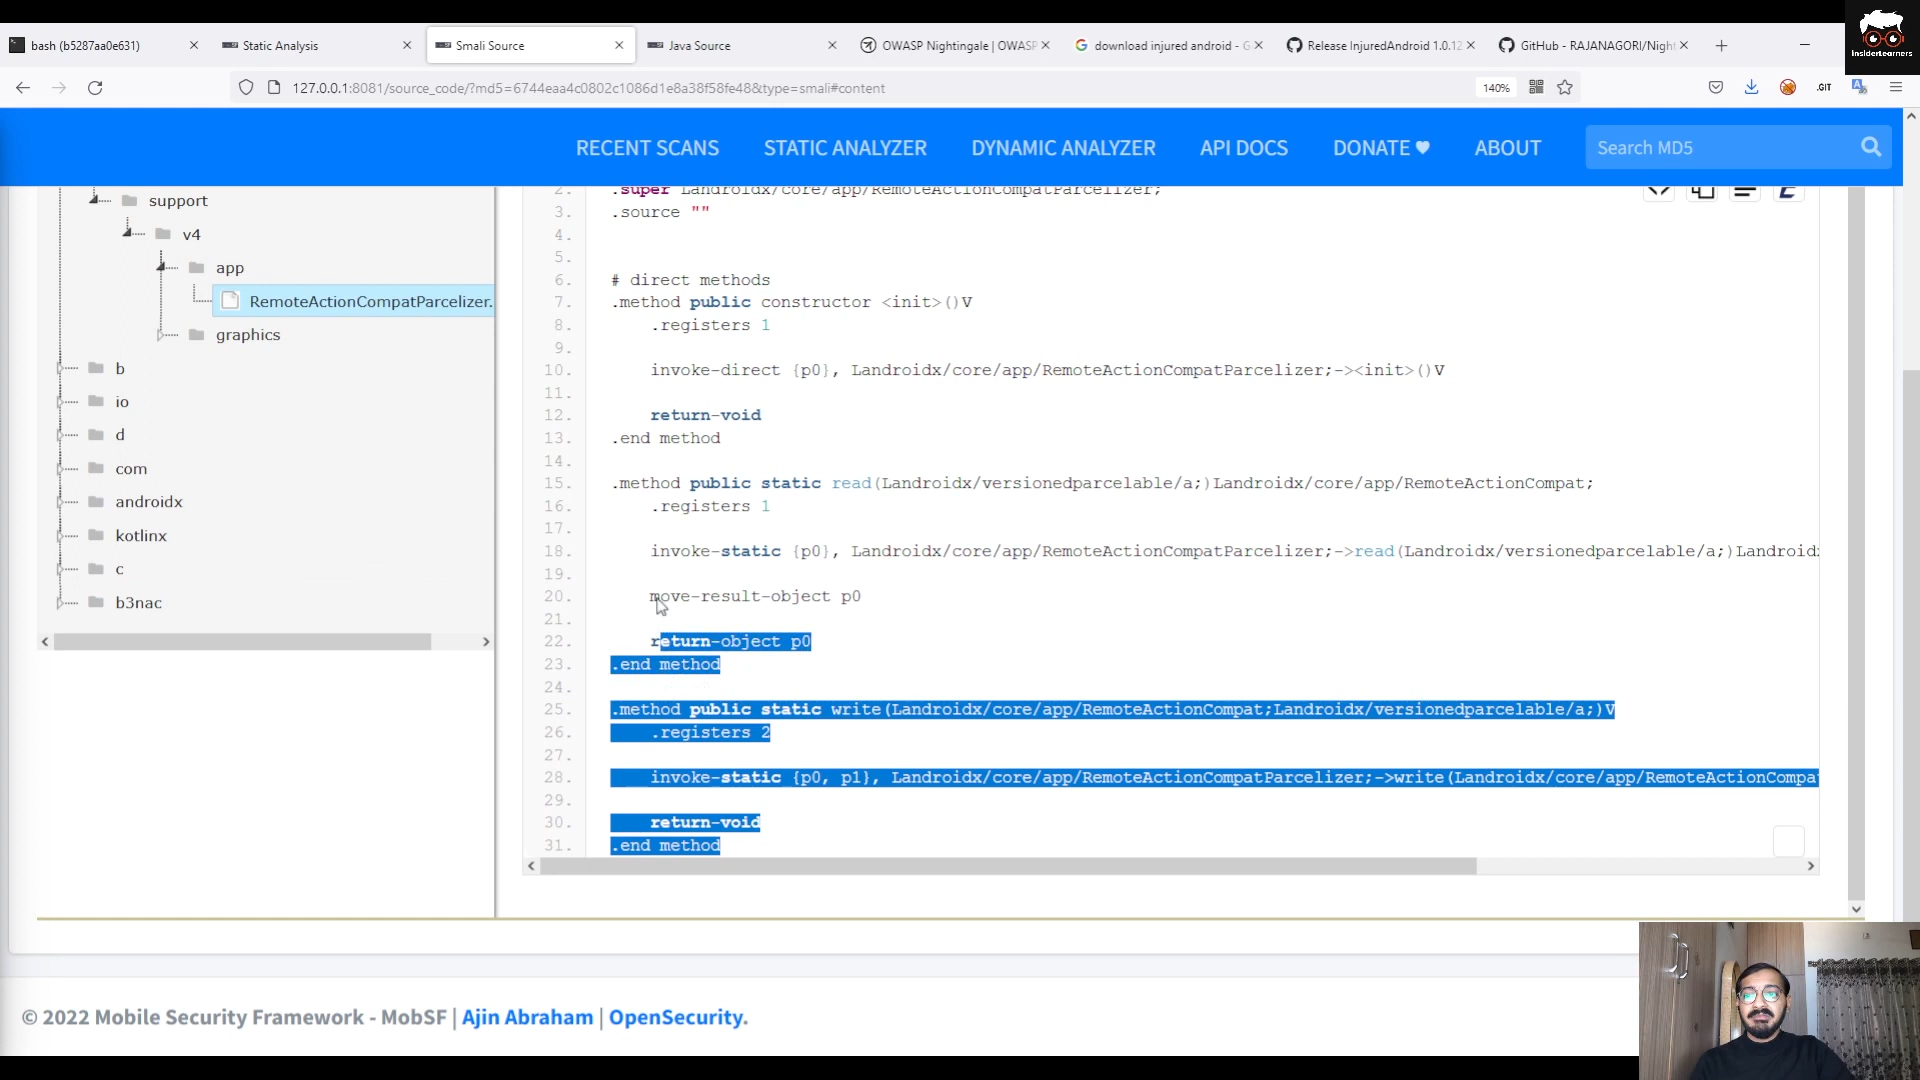 bash (b5287aa0e631)
Static Analysis
Smali Source
Java Source
OWASP Nightingale | OWASP
download injured android - G
Release InjuredAndroid 1.0.12
GitHub - RAJANAGORI/Night
InsiderLearners
127.0.0.1:8081/source_code/?md5=6744eaa4c0802c1086d1e8a38f58fe48&type=smali#content
140%
.GIT
RECENT SCANS
STATIC ANALYZER
DYNAMIC ANALYZER
API DOCS
DONATE ♥
ABOUT
Search MD5
support
v4
app
RemoteActionCompatParcelizer.
graphics
b
io
d
com
androidx
kotlinx
c
b3nac
2. .super Landroidx/core/app/RemoteActionCompatParcelizer;
3. .source ""
4.
5.
6. # direct methods
7. .method public constructor <init>()V
8. .registers 1
9.
10. invoke-direct {p0}, Landroidx/core/app/RemoteActionCompatParcelizer;-><init>()V
11.
12. return-void
13. .end method
14.
15. .method public static read(Landroidx/versionedparcelable/a;)Landroidx/core/app/RemoteActionCompat;
16. .registers 1
17.
18. invoke-static {p0}, Landroidx/core/app/RemoteActionCompatParcelizer;->read(Landroidx/versionedparcelable/a;)Landroid
19.
20. move-result-object p0
21.
22. return-object p0
23. .end method
24.
25. .method public static write(Landroidx/core/app/RemoteActionCompat;Landroidx/versionedparcelable/a;)V
26. .registers 2
27.
28. invoke-static {p0, p1}, Landroidx/core/app/RemoteActionCompatParcelizer;->write(Landroidx/core/app/RemoteActionCompa
29.
30. return-void
31. .end method
© 2022 Mobile Security Framework - MobSF | Ajin Abraham | OpenSecurity.